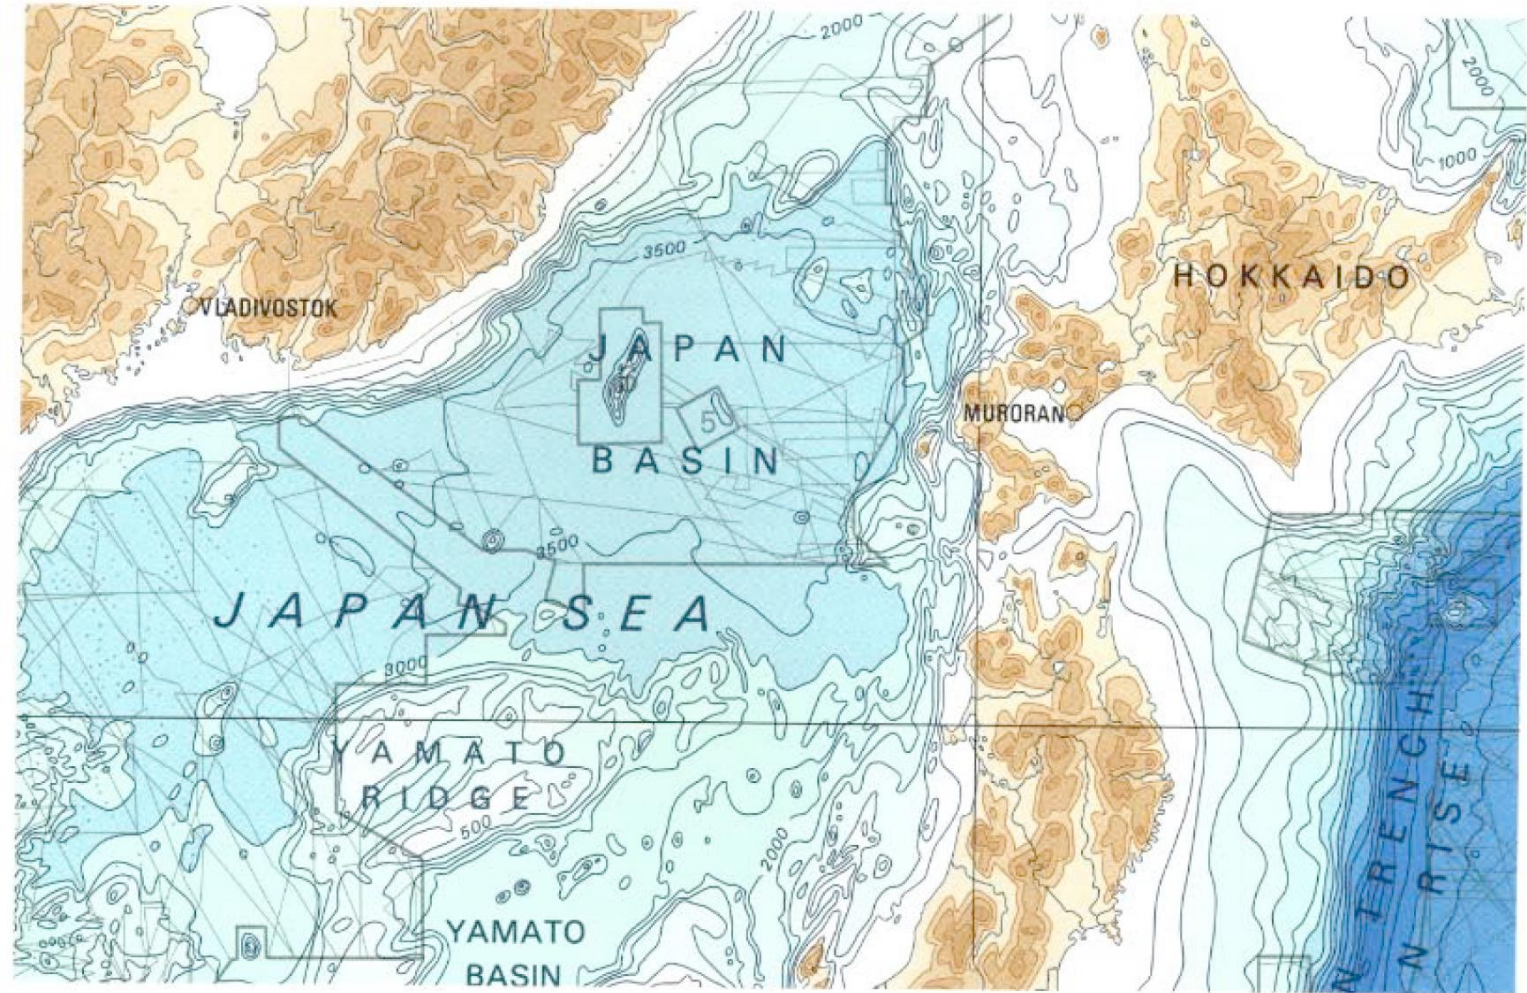 2000
2000
1000
3500
HOKKAIDO
VLADIVOSTOK
JAPAN
MURORAN
5
BASIN
3500
JAPAN SEA
3000
YAMATO
RIDGE
500
2000
TRENCH
RISE
YAMATO
BASIN
N
N